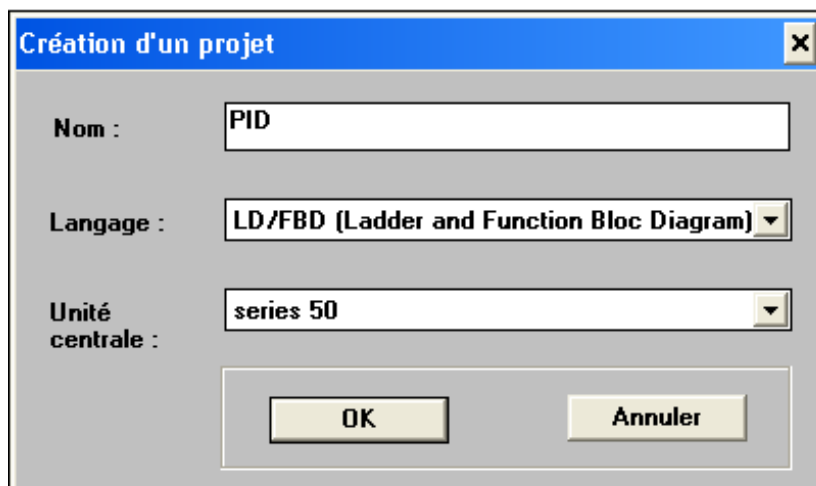 Création d'un projet
Nom :
PID
Langage :
LD/FBD (Ladder and Function Bloc Diagram)
Unité
centrale :
series 50
OK
Annuler